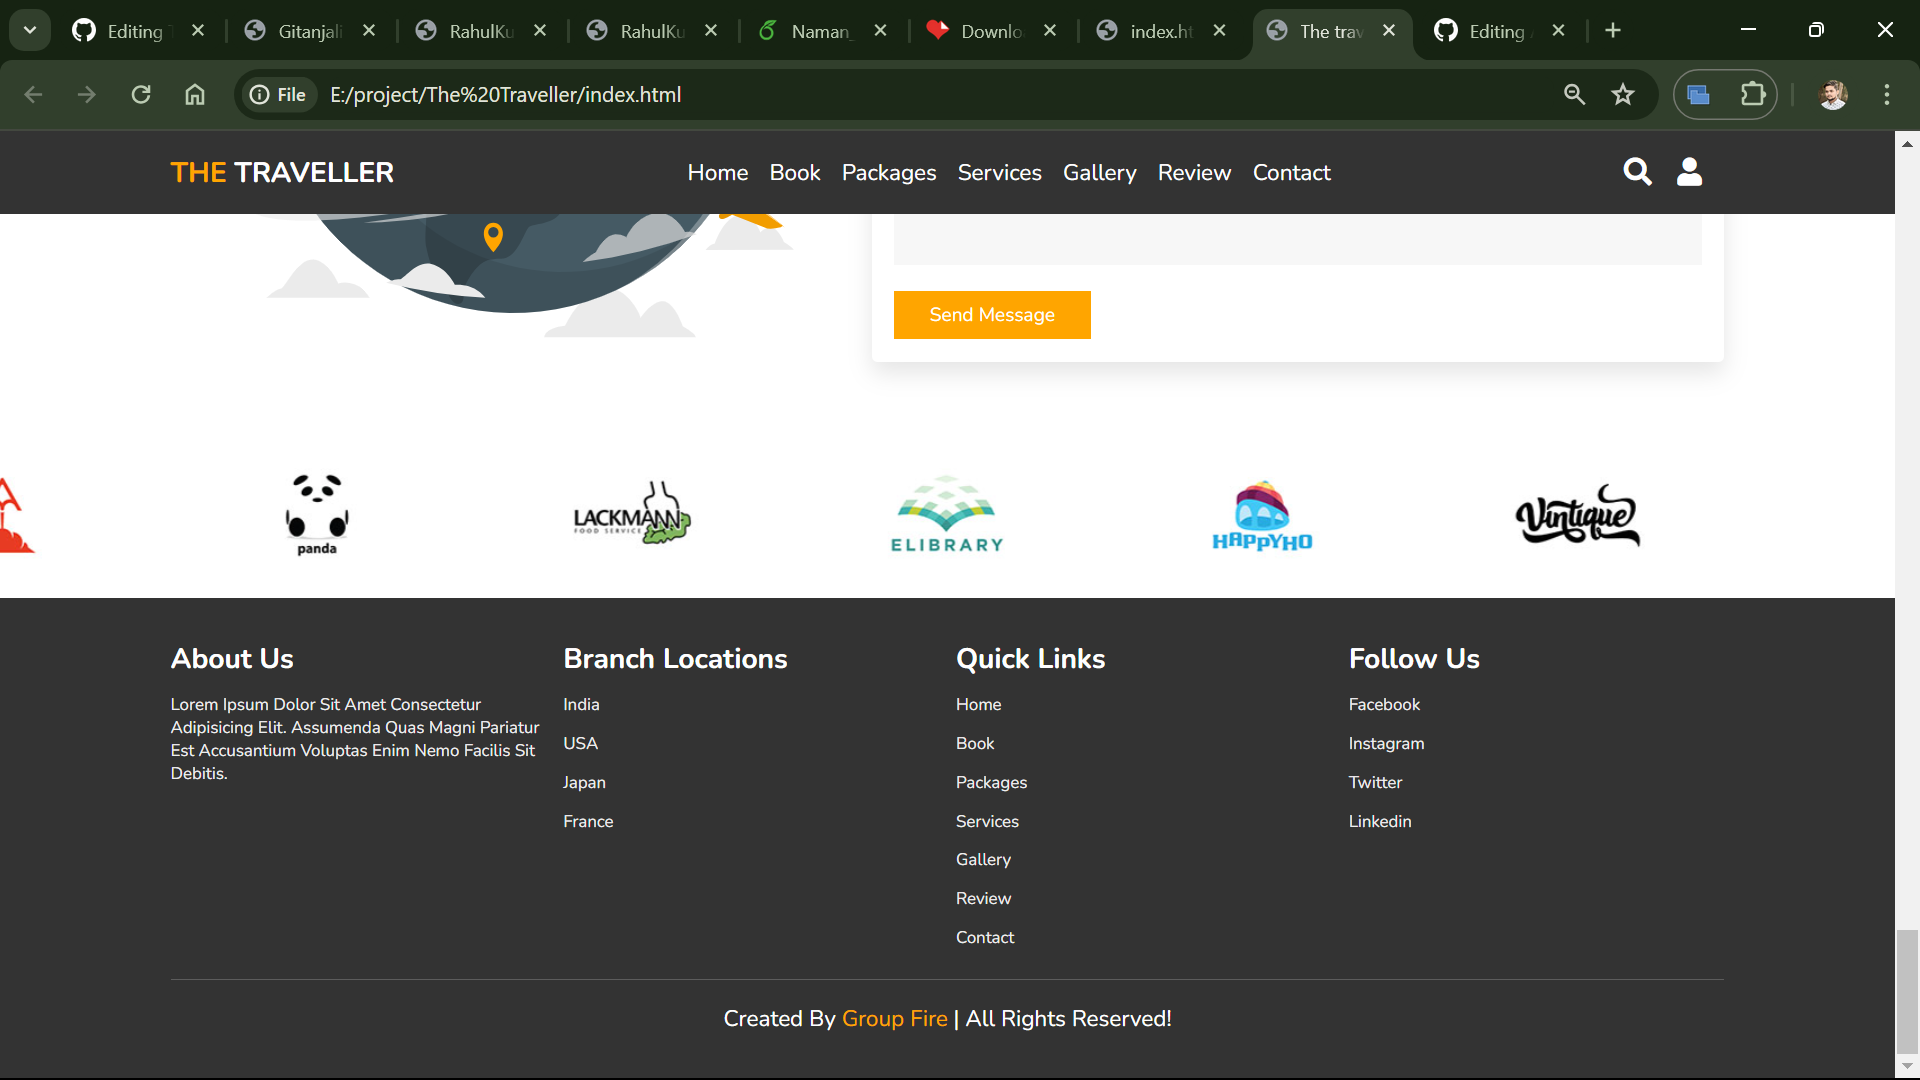 Editing
Gitanjali
RahulKu
RahulKu
Naman_
Downlo
index.ht
The trav
Editing
File
E:/project/The%20Traveller/index.html
THE TRAVELLER
Home Book Packages Services Gallery Review Contact
Send Message
panda
LACKMANN
FOOD SERVICE
ELIBRARY
HAPPYHO
Vintique
About Us
Lorem Ipsum Dolor Sit Amet Consectetur
Adipisicing Elit. Assumenda Quas Magni Pariatur
Est Accusantium Voluptas Enim Nemo Facilis Sit
Debitis.
Branch Locations
India
USA
Japan
France
Quick Links
Home
Book
Packages
Services
Gallery
Review
Contact
Follow Us
Facebook
Instagram
Twitter
Linkedin
Created By Group Fire | All Rights Reserved!